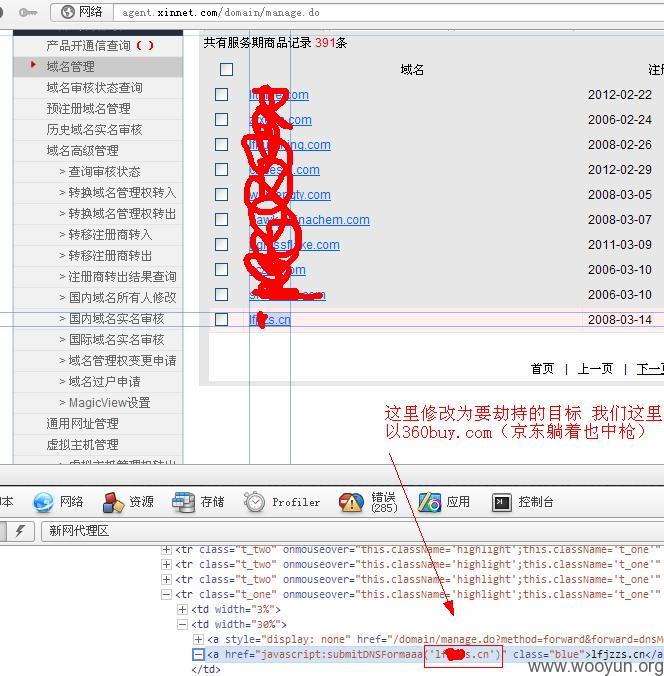 网络 agent.xinnet.com/domain/manage.do
产品开通信查询 ( )
共有服务期商品记录 391条
域名管理
域名
域名审核状态查询
.com 2012-02-22
预注册域名管理
.com 2006-02-24
历史域名实名审核
ing.com 2008-02-26
域名高级管理
> 查询审核状态
.com 2012-02-29
> 转换域名管理权转入
gty.com 2008-03-05
> 转换域名管理权转出
inachem.com 2008-03-07
> 转移注册商转入
ke.com 2011-03-09
> 转移注册商转出
> 注册商转出结果查询
.com 2006-03-10
> 国内域名所有人修改
.com 2006-03-10
> 国内域名实名审核
zs.cn 2008-03-14
> 国际域名实名审核
> 域名管理权变更申请
首页 | 上一页 |
> 域名过户申请
> MagicView设置
通用网址管理
虚拟主机管理
> 虚拟主机管理权转入
这里修改为要劫持的目标 我们这里
以360buy.com（京东躺着也中枪）
本 网络 资源 存储 Profiler 错误 (285) 应用 控制台
新网代理区
<tr class="t_two" onmouseover="this.className='highlight';this.className='t_one'"
<tr class="t_two" onmouseover="this.className='highlight';this.className='t_one'"
<tr class="t_two" onmouseover="this.className='highlight';this.className='t_one'"
<tr class="t_one" onmouseover="this.className='highlight';this.className='t_one'"
<td width="3%">
<td width="30%">
<a style="display: none" href="/domain/manage.do?method=forward&forward=dnsM
<a href="javascript:submitDNSFormaaa('lf zs.cn')" class="blue">lfjzzs.cn</a
</td>
www.wooyun.org